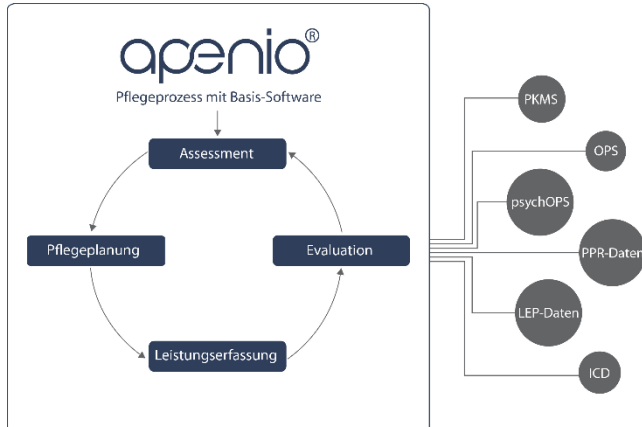 apenio®
Pflegeprozess mit Basis-Software
Assessment
Pflegeplanung
Evaluation
Leistungserfassung
PKMS
OPS
psychOPS
PPR-Daten
LEP-Daten
ICD